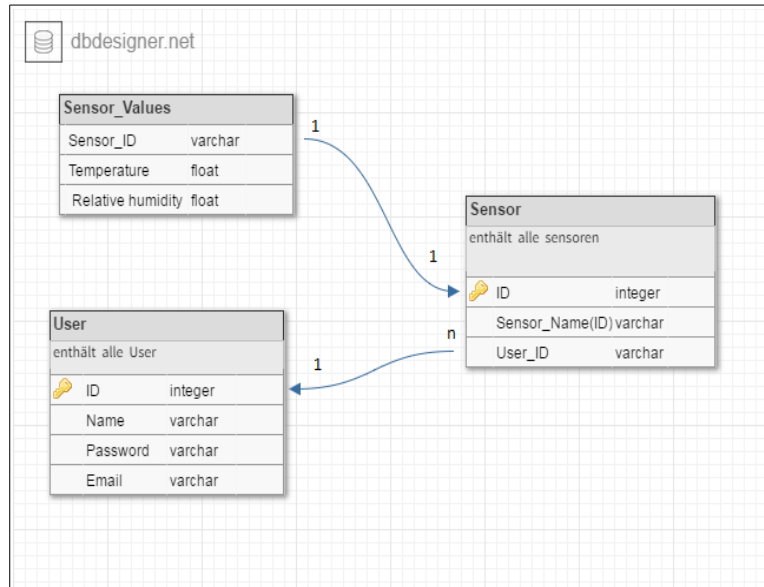 dbdesigner.net
Sensor_Values
Sensor_ID varchar
Temperature float
Relative humidity float
1
1
Sensor
enthält alle sensoren
ID integer
Sensor_Name(ID) varchar
User_ID varchar
n
1
User
enthält alle User
ID integer
Name varchar
Password varchar
Email varchar